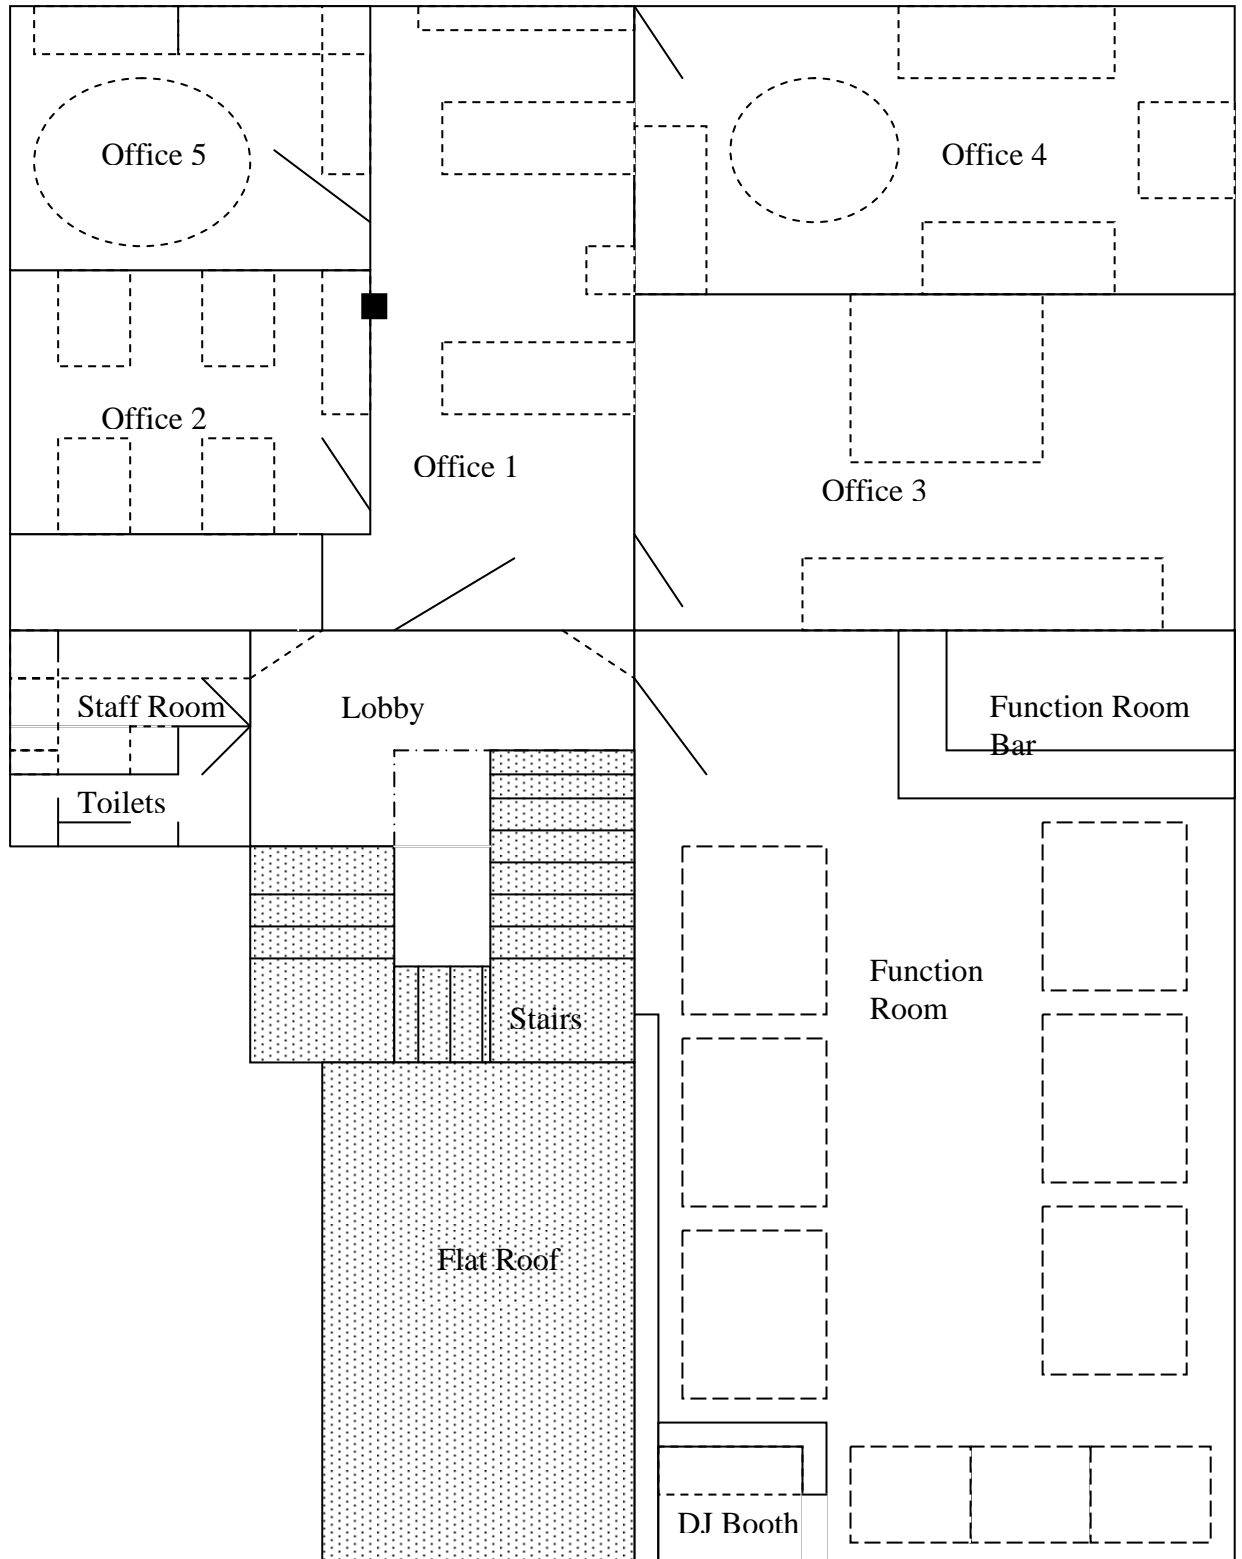 Office 5
Office 4
Office 2
Office 1
Office 3
Staff Room
Lobby
Function Room
Bar
Toilets
Function
Room
Stairs
Flat Roof
DJ Booth